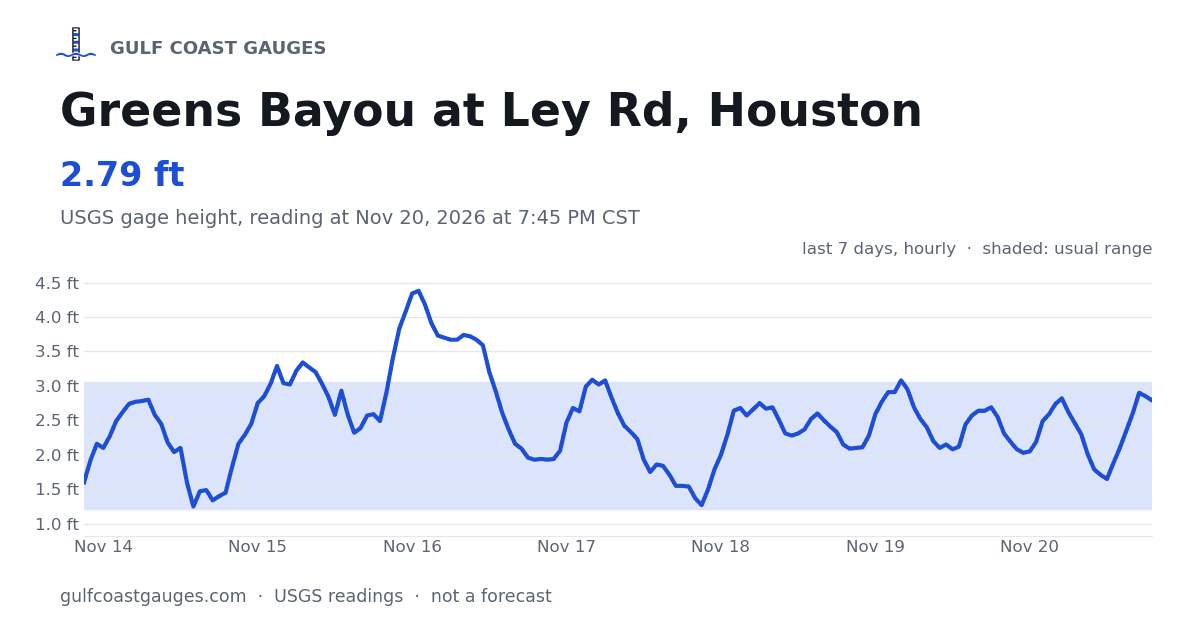 GULF COAST GAUGES
Greens Bayou at Ley Rd, Houston
2.79 ft
USGS gage height, reading at Nov 20, 2026 at 7:45 PM CST
last 7 days, hourly · shaded: usual range
4.5 ft
4.0 ft
3.5 ft
3.0 ft
2.5 ft
2.0 ft
1.5 ft
1.0 ft
Nov 14 Nov 15 Nov 16 Nov 17 Nov 18 Nov 19 Nov 20
gulfcoastgauges.com · USGS readings · not a forecast